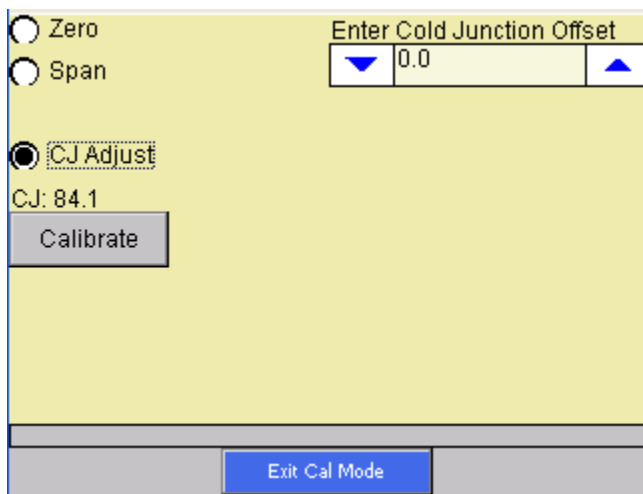 Zero
Enter Cold Junction Offset
Span
0.0
CJ Adjust
CJ: 84.1
Calibrate
Exit Cal Mode